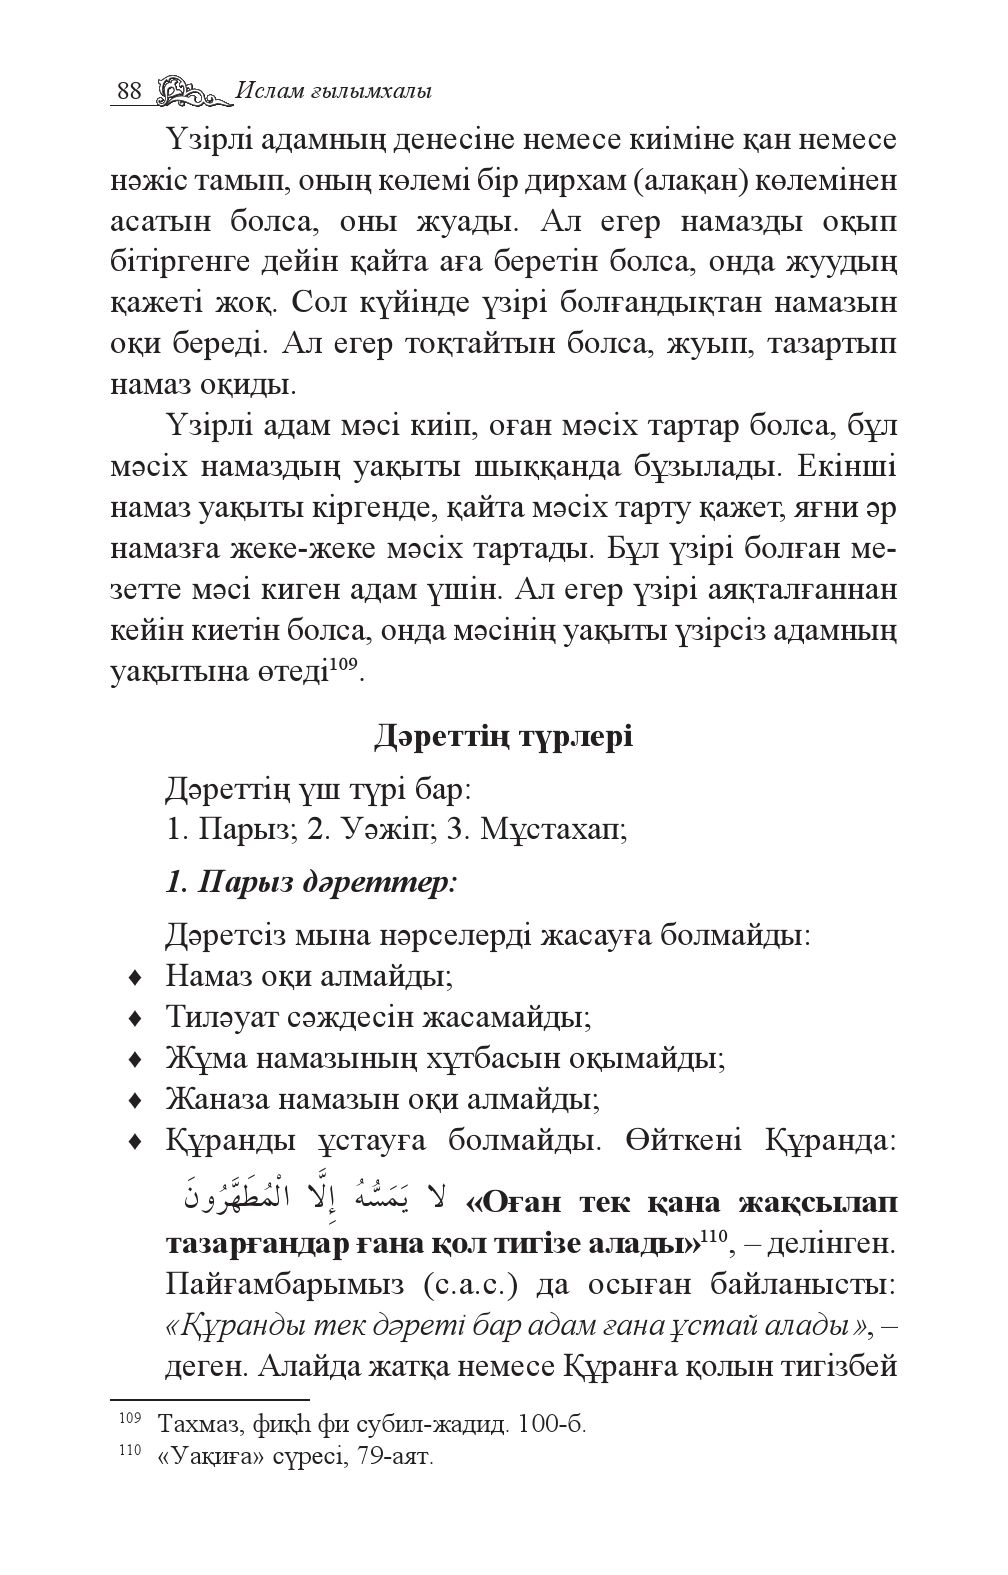 88 Ислам ғылымхалы
Үзірлі адамның денесіне немесе киіміне қан немесе
нәжіс тамып, оның көлемі бір дирхам (алақан) көлемінен
асатын болса, оны жуады. Ал егер намазды оқып
бітіргенге дейін қайта аға беретін болса, онда жуудың
қажеті жоқ. Сол күйінде үзірі болғандықтан намазын
оқи береді. Ал егер тоқтайтын болса, жуып, тазартып
намаз оқиды.
Үзірлі адам мәсі киіп, оған мәсіх тартар болса, бұл
мәсіх намаздың уақыты шыққанда бұзылады. Екінші
намаз уақыты кіргенде, қайта мәсіх тарту қажет, яғни әр
намазға жеке-жеке мәсіх тартады. Бұл үзірі болған ме-
зетте мәсі киген адам үшін. Ал егер үзірі аяқталғаннан
кейін киетін болса, онда мәсінің уақыты үзірсіз адамның
уақытына өтеді109.
Дәреттің түрлері
Дәреттің үш түрі бар:
1. Парыз; 2. Уәжіп; 3. Мұстахап;
1. Парыз дәреттер:
Дәретсіз мына нәрселерді жасауға болмайды:
♦ Намаз оқи алмайды;
♦ Тиләуат сәждесін жасамайды;
♦ Жұма намазының хұтбасын оқымайды;
♦ Жаназа намазын оқи алмайды;
♦ Құранды ұстауға болмайды. Өйткені Құранда:
لا يَمَسُّهُ إِلَّا الْمُطَهَّرُونَ «Оған тек қана жақсылап
тазарғандар ғана қол тигізе алады»110, – делінген.
Пайғамбарымыз (с.а.с.) да осыған байланысты:
«Құранды тек дәреті бар адам ғана ұстай алады», –
деген. Алайда жатқа немесе Құранға қолын тигізбей
109 Тахмаз, фиқһ фи субил-жадид. 100-б.
110 «Уақиға» сүресі, 79-аят.